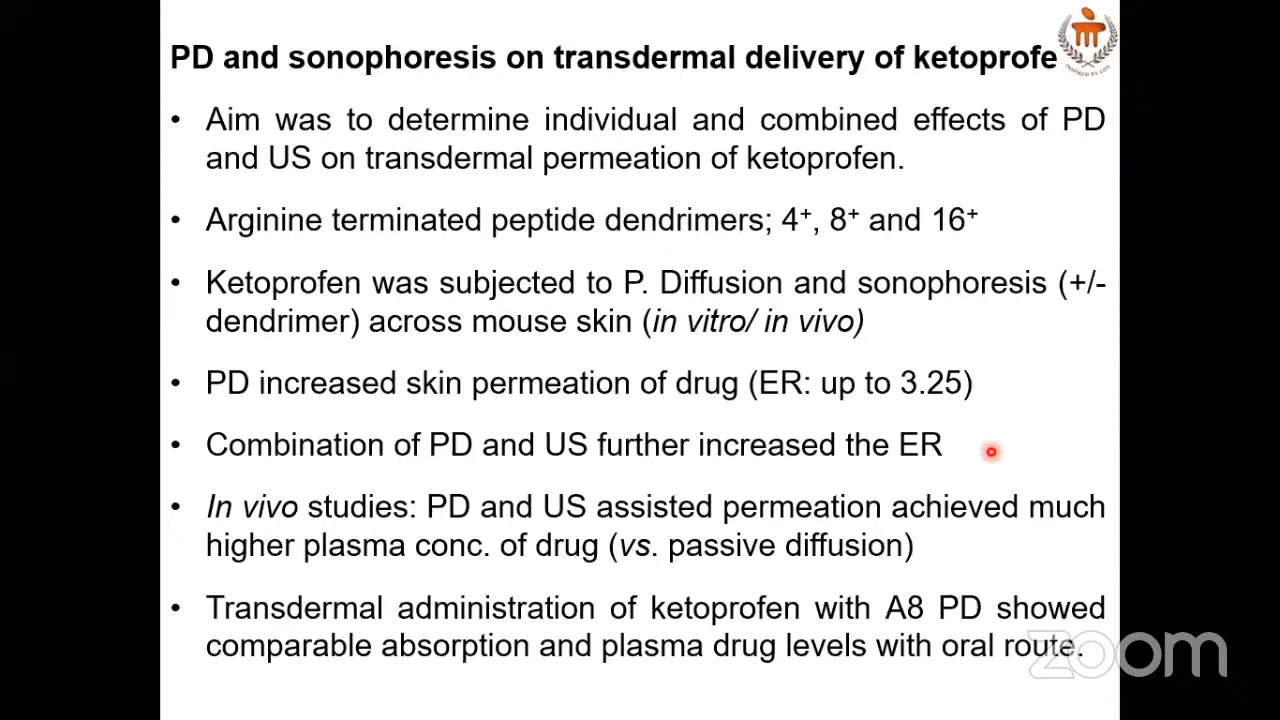 PD and sonophoresis on transdermal delivery of ketoprofe
INSPIRED BY LIFE
• Aim was to determine individual and combined effects of PD
and US on transdermal permeation of ketoprofen.
• Arginine terminated peptide dendrimers; 4⁺, 8⁺ and 16⁺
• Ketoprofen was subjected to P. Diffusion and sonophoresis (+/-
dendrimer) across mouse skin (in vitro/ in vivo)
• PD increased skin permeation of drug (ER: up to 3.25)
• Combination of PD and US further increased the ER
• In vivo studies: PD and US assisted permeation achieved much
higher plasma conc. of drug (vs. passive diffusion)
• Transdermal administration of ketoprofen with A8 PD showed
comparable absorption and plasma drug levels with oral route.
zoom